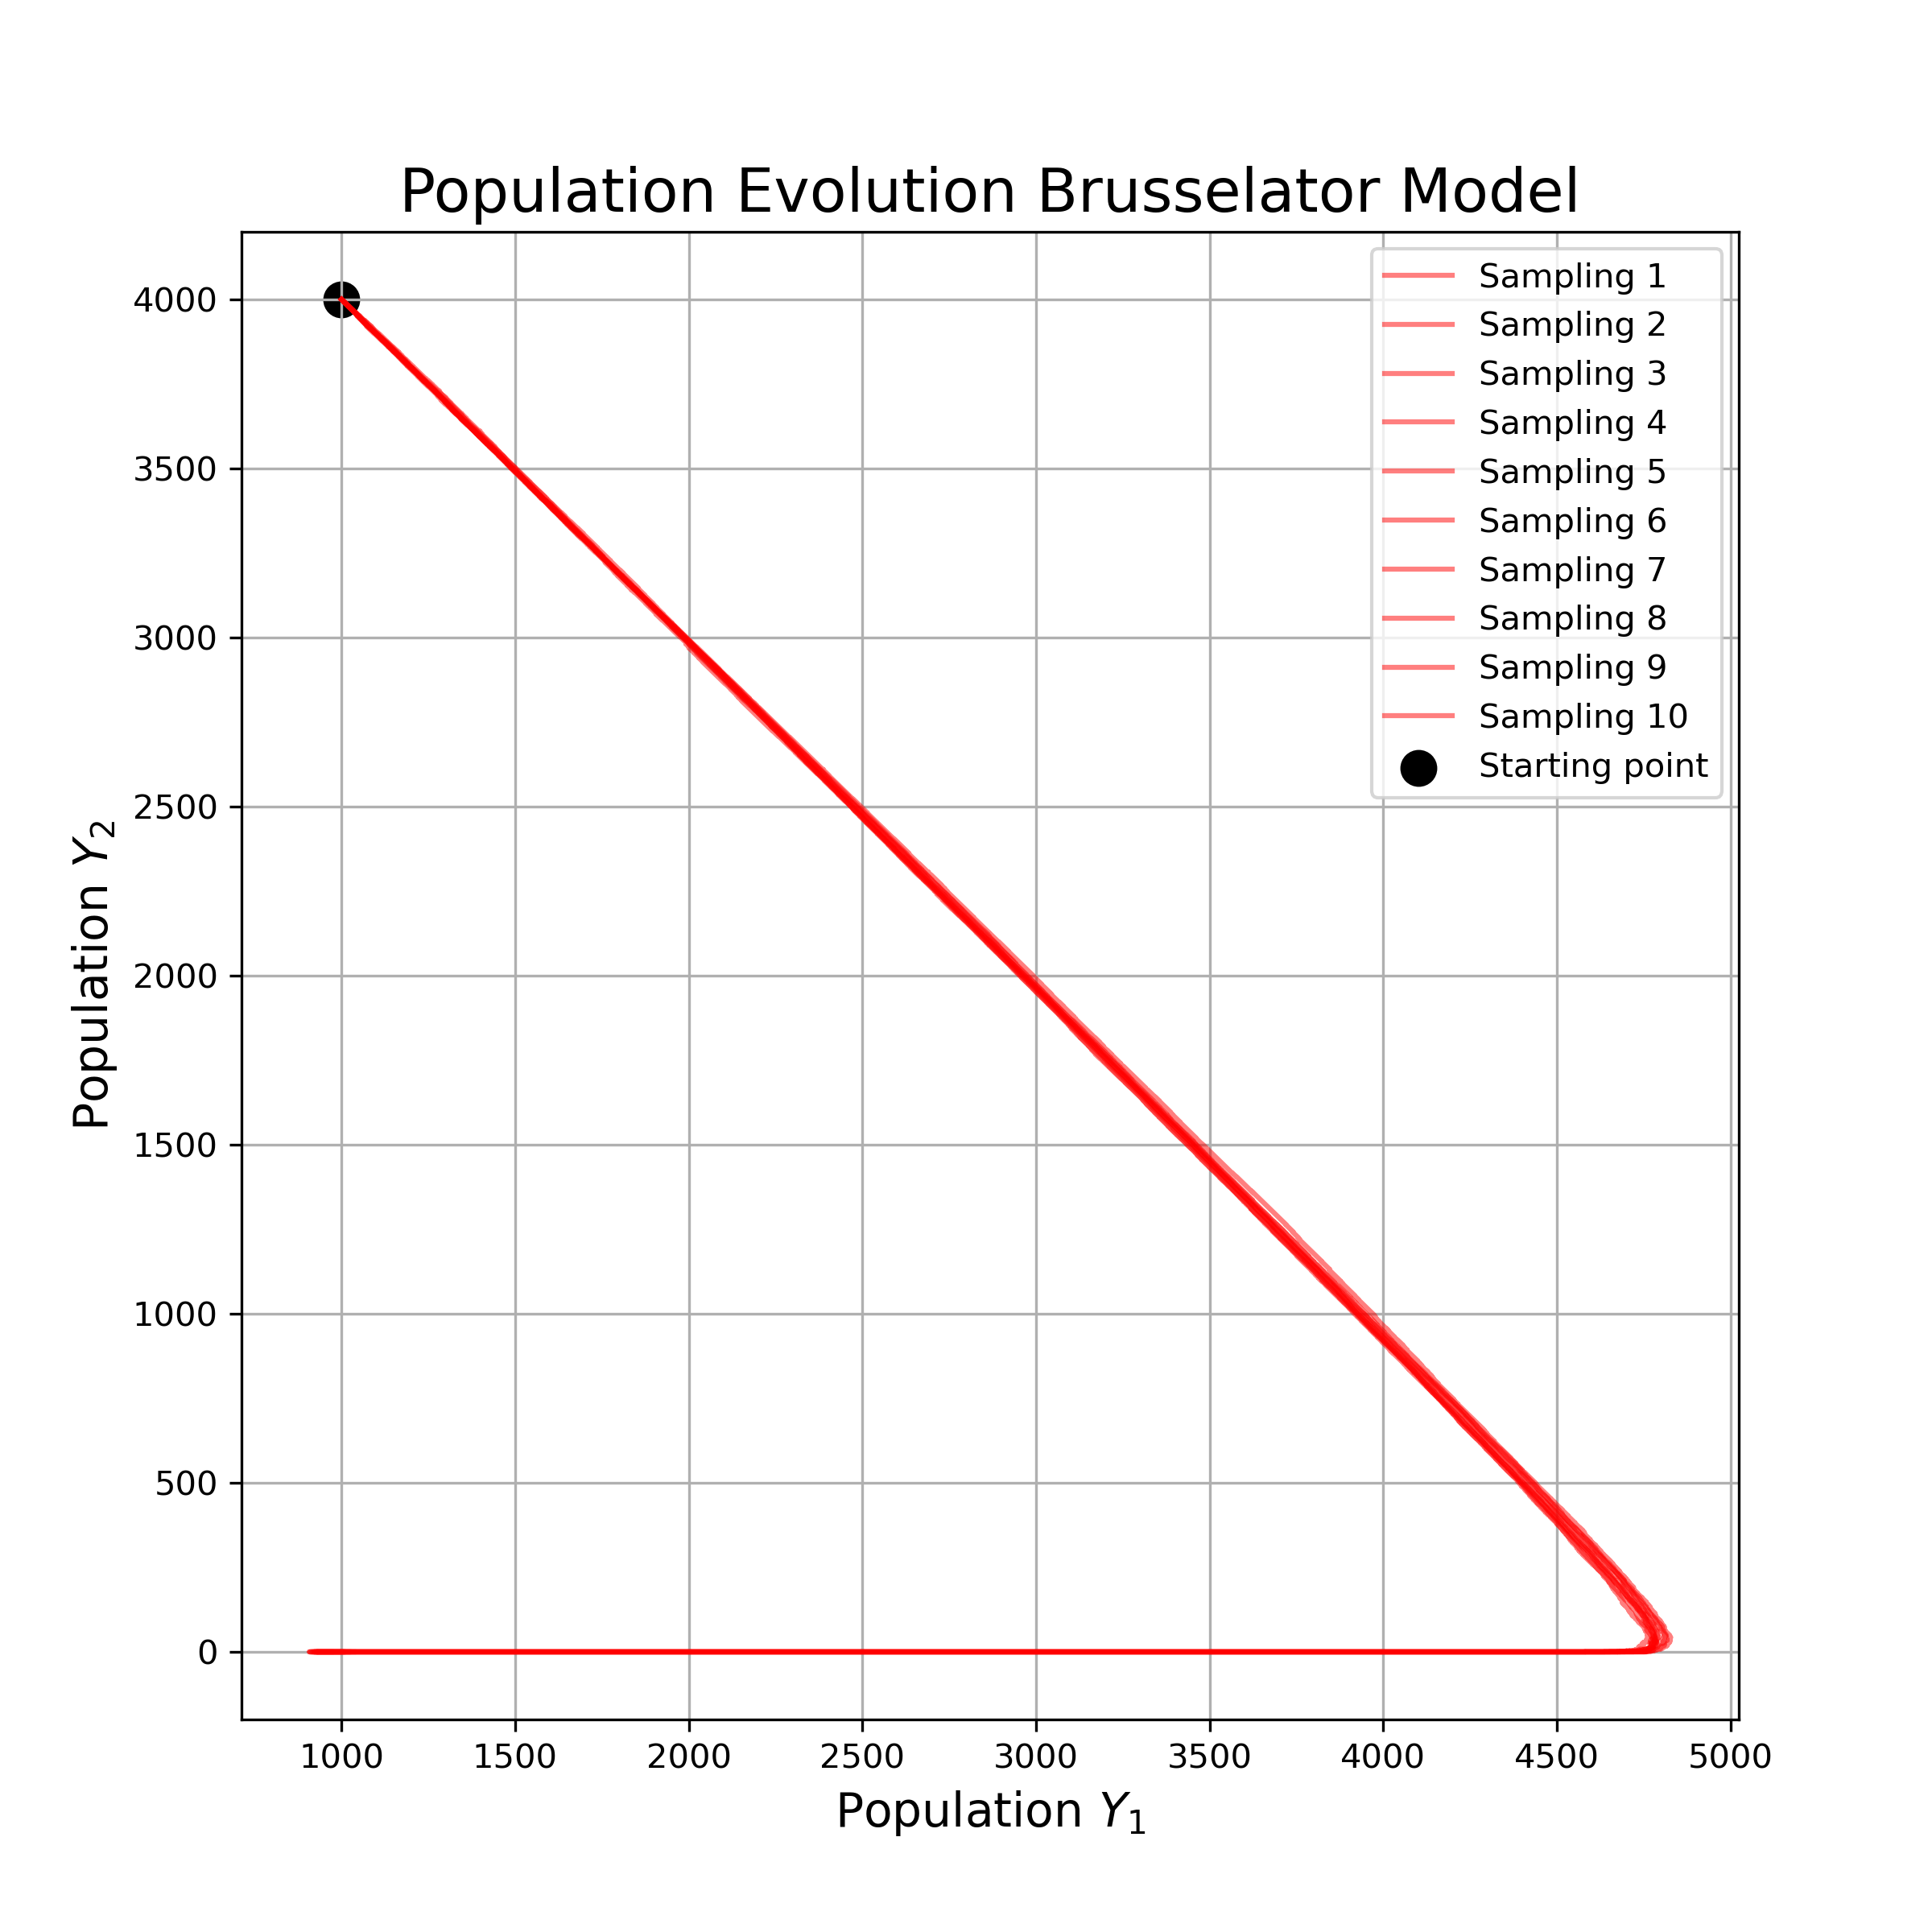 Population Evolution Brusselator Model
Sampling 1
Sampling 2
Sampling 3
Sampling 4
Sampling 5
Sampling 6
Sampling 7
Sampling 8
Sampling 9
Sampling 10
Starting point
Population Y₂
4000
3500
3000
2500
2000
1500
1000
500
0
1000 1500 2000 2500 3000 3500 4000 4500 5000
Population Y₁